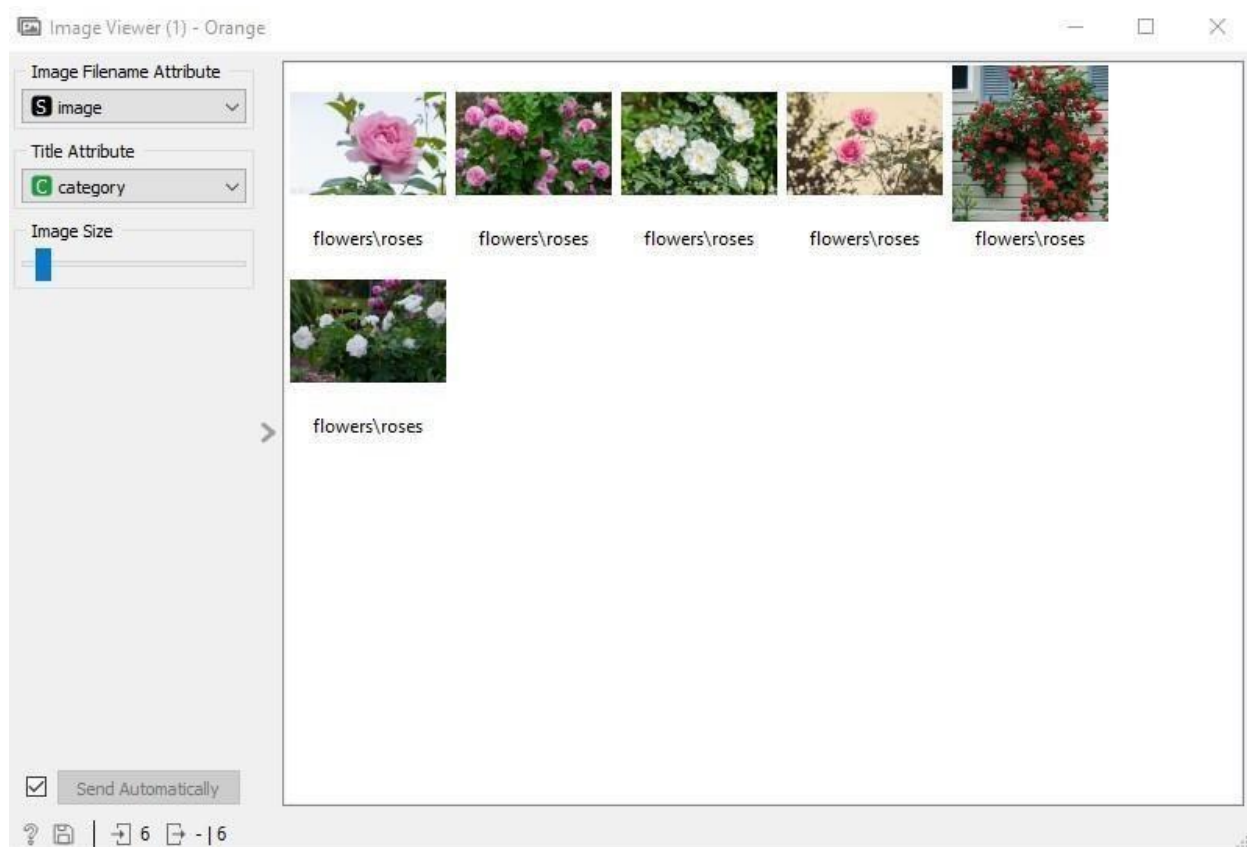 Image Viewer (1) - Orange
Image Filename Attribute
S image
Title Attribute
C category
Image Size
flowers\roses flowers\roses flowers\roses flowers\roses flowers\roses
flowers\roses
Send Automatically
? 6 - | 6